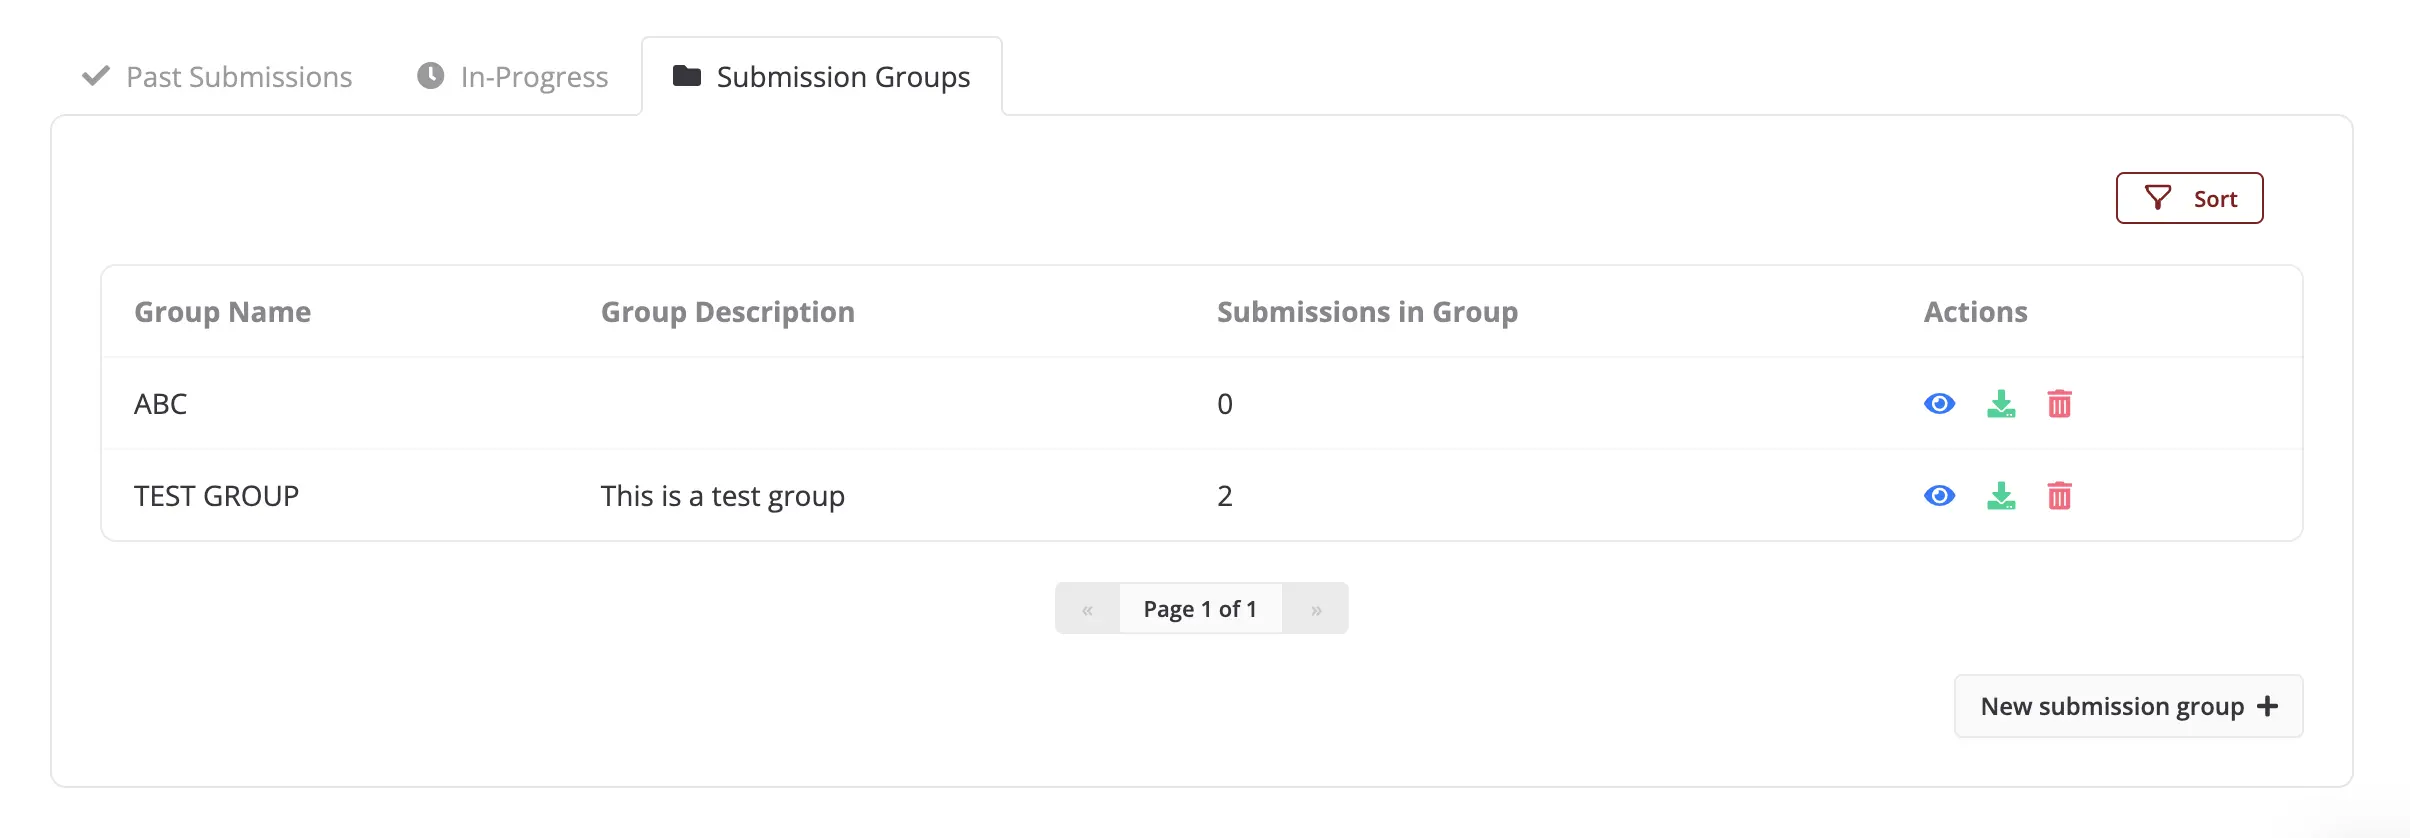 Past Submissions In-Progress Submission Groups
Sort
Group Name Group Description Submissions in Group Actions
ABC 0
TEST GROUP This is a test group 2
« Page 1 of 1 »
New submission group +